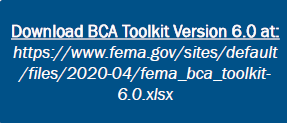 Download BCA Toolkit Version 6.0 at:
https://www.fema.gov/sites/default
/files/2020-04/fema_bca_toolkit-
6.0.xlsx